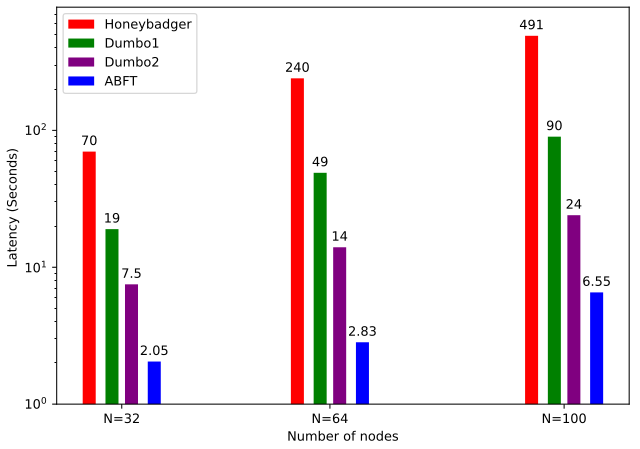 Honeybadger
Dumbo1
Dumbo2
ABFT
491
240
70
90
49
19
24
14
7.5
6.55
2.83
2.05
10²
10¹
10⁰
Latency (Seconds)
N=32
N=64
N=100
Number of nodes